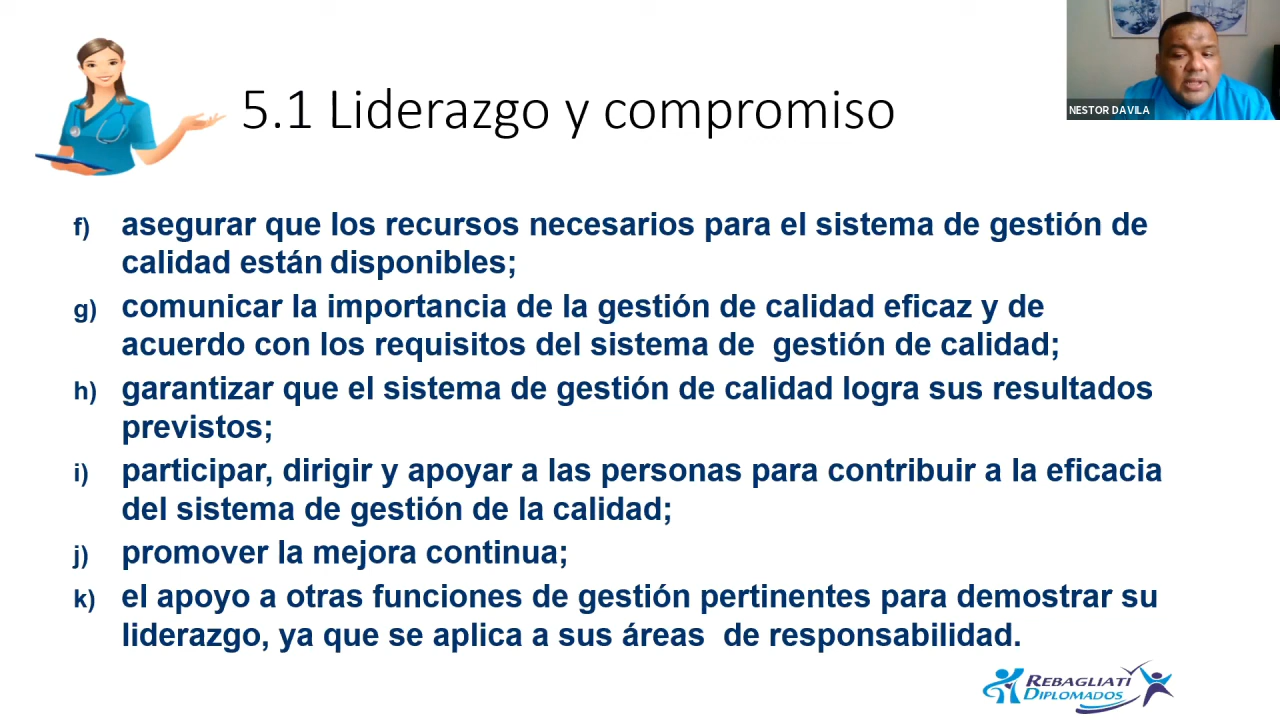 5.1 Liderazgo y compromiso
NESTOR DAVILA
f) asegurar que los recursos necesarios para el sistema de gestión de
calidad están disponibles;
g) comunicar la importancia de la gestión de calidad eficaz y de
acuerdo con los requisitos del sistema de gestión de calidad;
h) garantizar que el sistema de gestión de calidad logra sus resultados
previstos;
i) participar, dirigir y apoyar a las personas para contribuir a la eficacia
del sistema de gestión de la calidad;
j) promover la mejora continua;
k) el apoyo a otras funciones de gestión pertinentes para demostrar su
liderazgo, ya que se aplica a sus áreas de responsabilidad.
REBAGLIATI
DIPLOMADOS